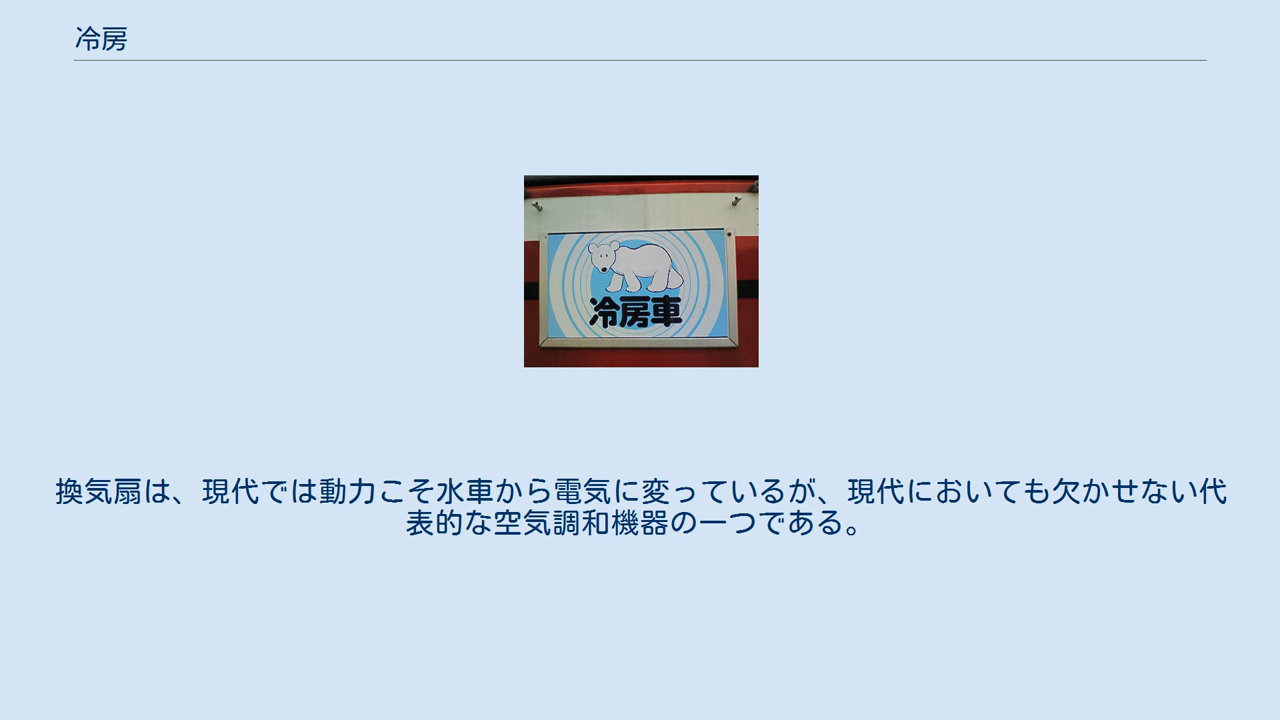 冷房
冷房車
換気扇は、現代では動力こそ水車から電気に変っているが、現代においても欠かせない代
表的な空気調和機器の一つである。